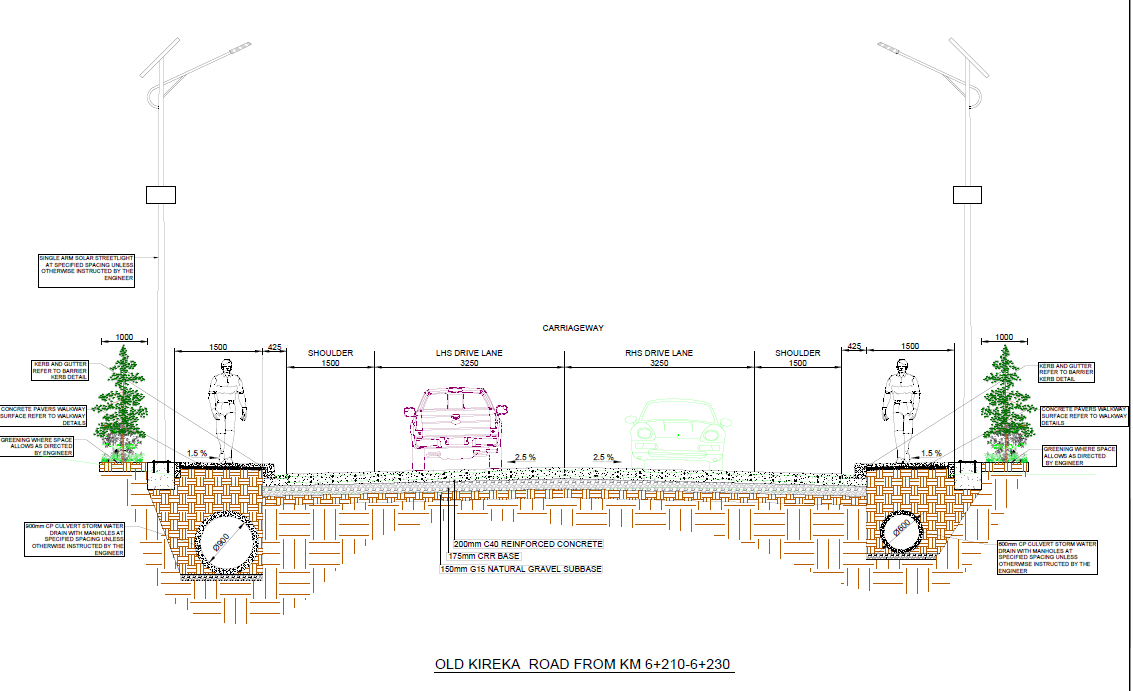 SINGLE ARM SOLAR STREETLIGHT
AT SPECIFIED SPACING UNLESS
OTHERWISE INSTRUCTED BY THE
ENGINEER
CARRIAGEWAY
1000
1500
425
SHOULDER
1500
LHS DRIVE LANE
3250
RHS DRIVE LANE
3250
SHOULDER
1500
425
1500
1000
KERB AND GUTTER
REFER TO BARRIER
KERB DETAIL
CONCRETE PAVERS WALKWAY
SURFACE REFER TO WALKWAY
DETAILS
GREENING WHERE SPACE
ALLOWS AS DIRECTED
BY ENGINEER
KERB AND GUTTER
REFER TO BARRIER
KERB DETAIL
CONCRETE PAVERS WALKWAY
SURFACE REFER TO WALKWAY
DETAILS
GREENING WHERE SPACE
ALLOWS AS DIRECTED
BY ENGINEER
1.5 %
2.5 %
2.5 %
1.5 %
900mm CP CULVERT STORM WATER
DRAIN WITH MANHOLES AT
SPECIFIED SPACING UNLESS
OTHERWISE INSTRUCTED BY THE
ENGINEER
Ø900
Ø600
200mm C40 REINFORCED CONCRETE
175mm CRR BASE
150mm G15 NATURAL GRAVEL SUBBASE
600mm CP CULVERT STORM WATER
DRAIN WITH MANHOLES AT
SPECIFIED SPACING UNLESS
OTHERWISE INSTRUCTED BY THE
ENGINEER
OLD KIREKA ROAD FROM KM 6+210-6+230